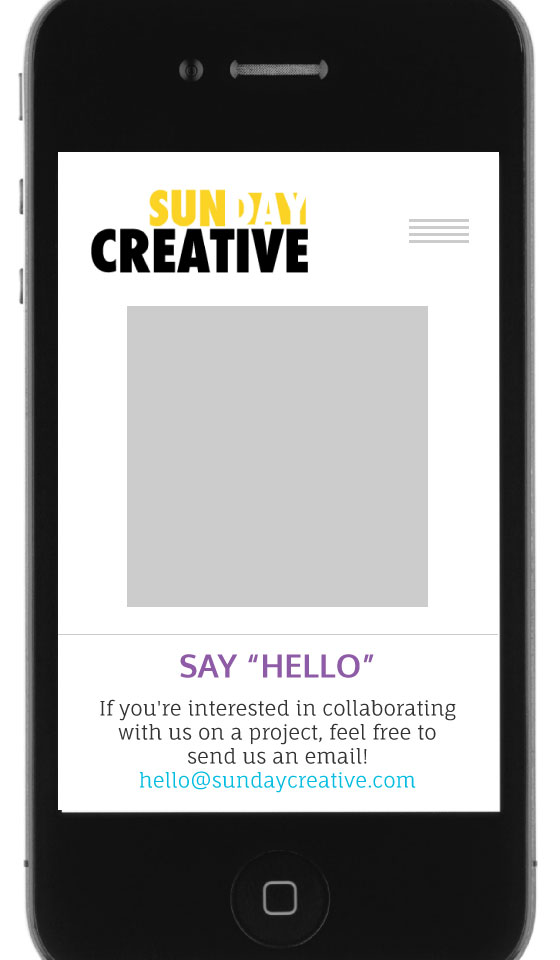 SUNDAY
CREATIVE
SAY “HELLO”
If you're interested in collaborating
with us on a project, feel free to
send us an email!
hello@sundaycreative.com